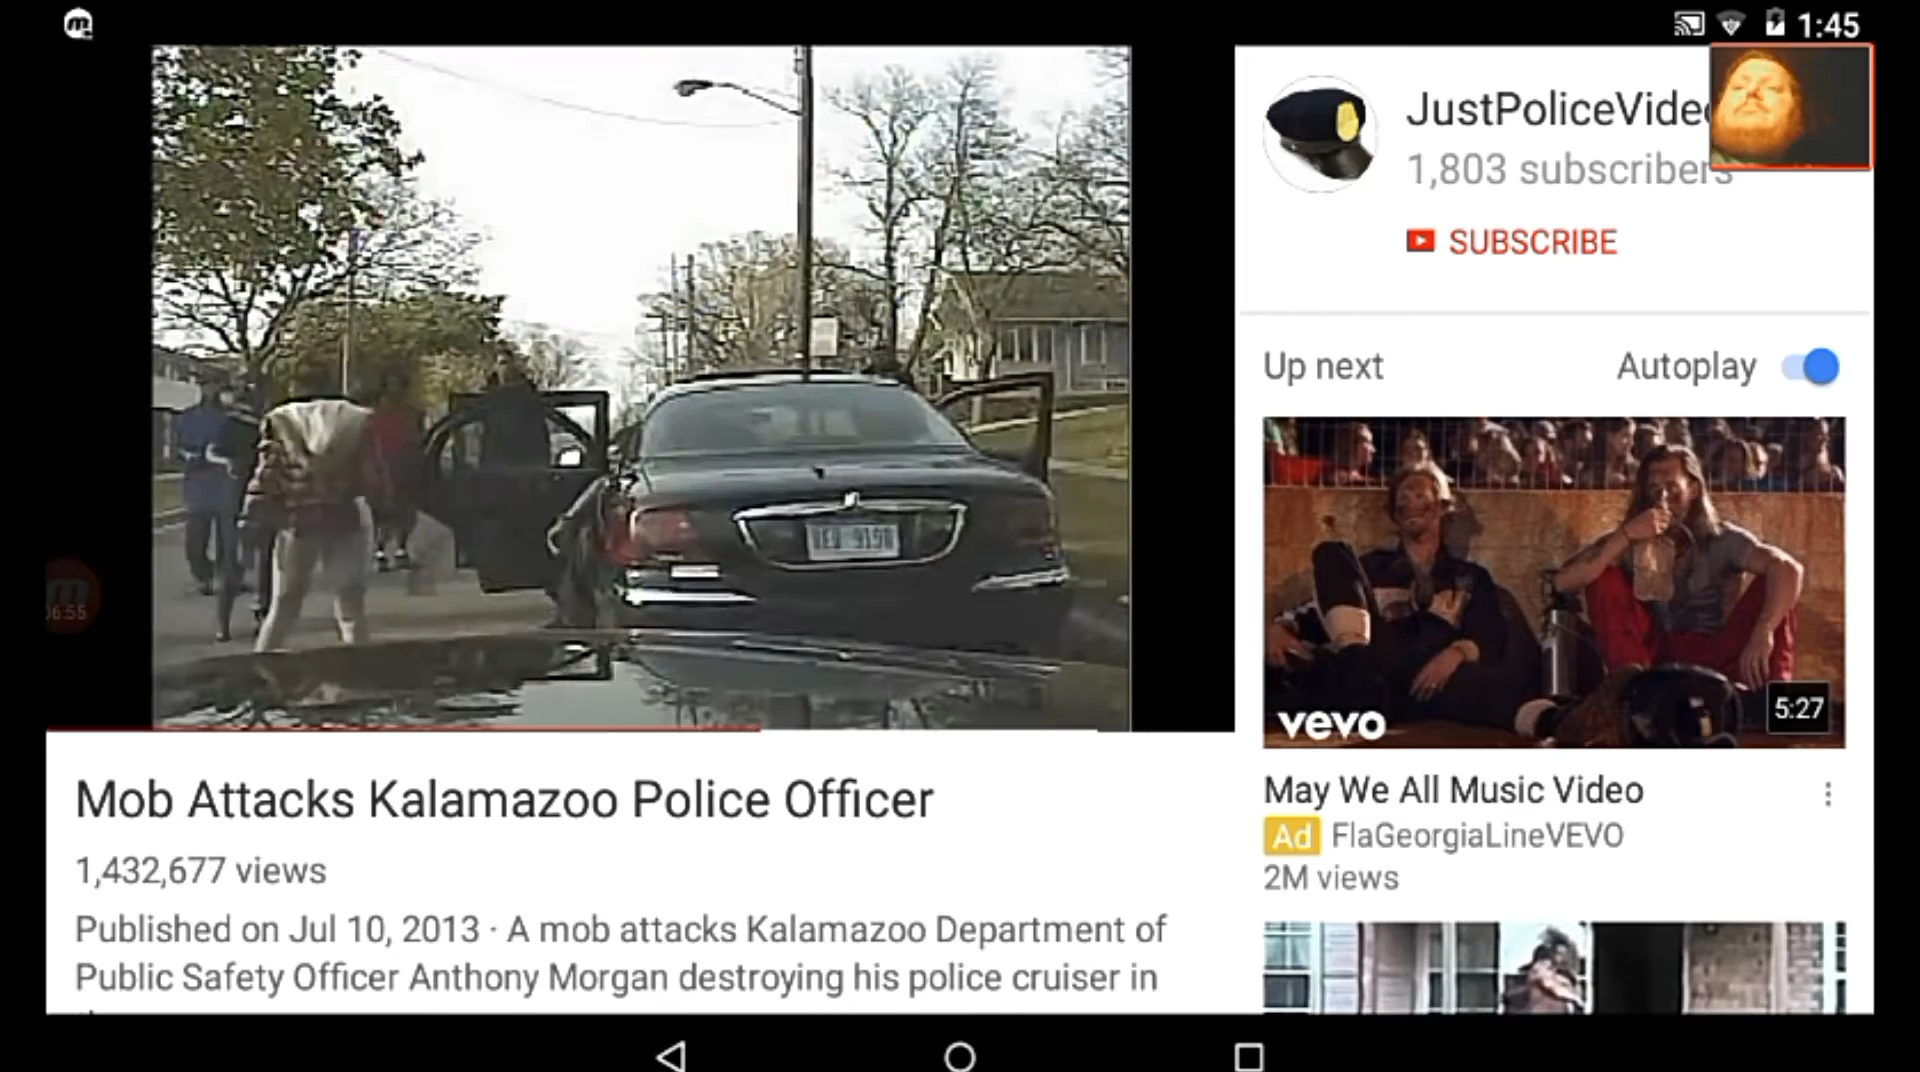 1:45
JustPoliceVide
1,803 subscribers
SUBSCRIBE
Up next
Autoplay
06:55
vevo
5:27
Mob Attacks Kalamazoo Police Officer
1,432,677 views
Published on Jul 10, 2013 · A mob attacks Kalamazoo Department of
Public Safety Officer Anthony Morgan destroying his police cruiser in
May We All Music Video
Ad FlaGeorgiaLineVEVO
2M views